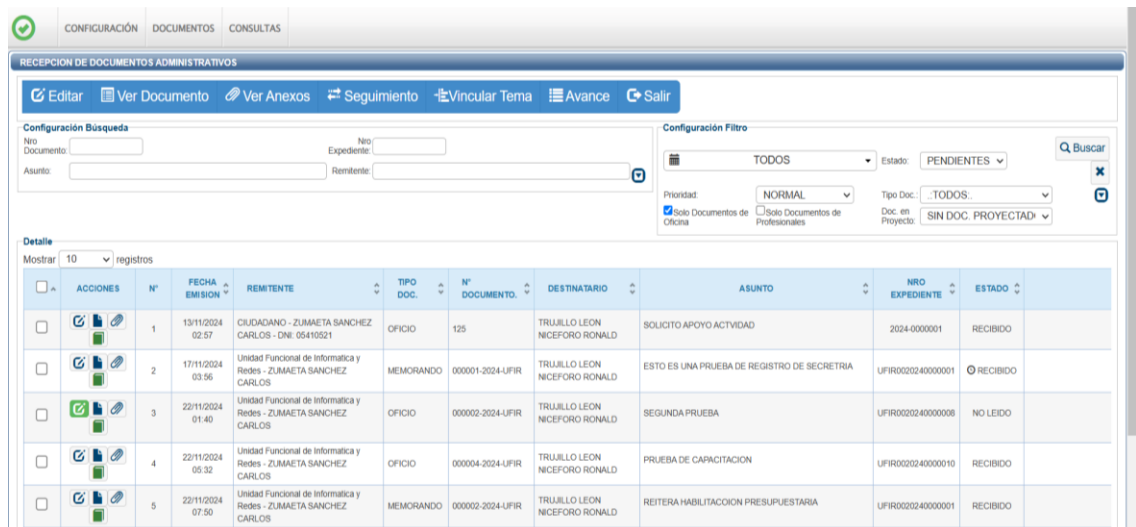 CONFIGURACIÓN DOCUMENTOS CONSULTAS
RECEPCION DE DOCUMENTOS ADMINISTRATIVOS
Editar Ver Documento Ver Anexos Seguimiento Vincular Tema Avance Salir
Configuración Búsqueda
Nro Documento:
Nro Expediente:
Asunto:
Remitente:
Configuración Filtro
TODOS
Estado: PENDIENTES
Buscar
Prioridad: NORMAL
Tipo Doc.: .:TODOS:.
Solo Documentos de Oficina
Solo Documentos de Profesionales
Doc. en Proyecto: SIN DOC. PROYECTAD
Detalle
Mostrar 10 registros
ACCIONES N° FECHA EMISION REMITENTE TIPO DOC. N° DOCUMENTO. DESTINATARIO ASUNTO NRO EXPEDIENTE ESTADO
1 13/11/2024 02:57 CIUDADANO - ZUMAETA SANCHEZ CARLOS - DNI: 05410521 OFICIO 125 TRUJILLO LEON NICEFORO RONALD SOLICITO APOYO ACTVIDAD 2024-0000001 RECIBIDO
2 17/11/2024 03:56 Unidad Funcional de Informatica y Redes - ZUMAETA SANCHEZ CARLOS MEMORANDO 000001-2024-UFIR TRUJILLO LEON NICEFORO RONALD ESTO ES UNA PRUEBA DE REGISTRO DE SECRETRIA UFIR0020240000001 RECIBIDO
3 22/11/2024 01:40 Unidad Funcional de Informatica y Redes - ZUMAETA SANCHEZ CARLOS OFICIO 000002-2024-UFIR TRUJILLO LEON NICEFORO RONALD SEGUNDA PRUEBA UFIR0020240000008 NO LEIDO
4 22/11/2024 05:32 Unidad Funcional de Informatica y Redes - ZUMAETA SANCHEZ CARLOS OFICIO 000004-2024-UFIR TRUJILLO LEON NICEFORO RONALD PRUEBA DE CAPACITACION UFIR0020240000010 RECIBIDO
5 22/11/2024 07:50 Unidad Funcional de Informatica y Redes - ZUMAETA SANCHEZ CARLOS MEMORANDO 000002-2024-UFIR TRUJILLO LEON NICEFORO RONALD REITERA HABILITACCION PRESUPUESTARIA UFIR0020240000001 RECIBIDO